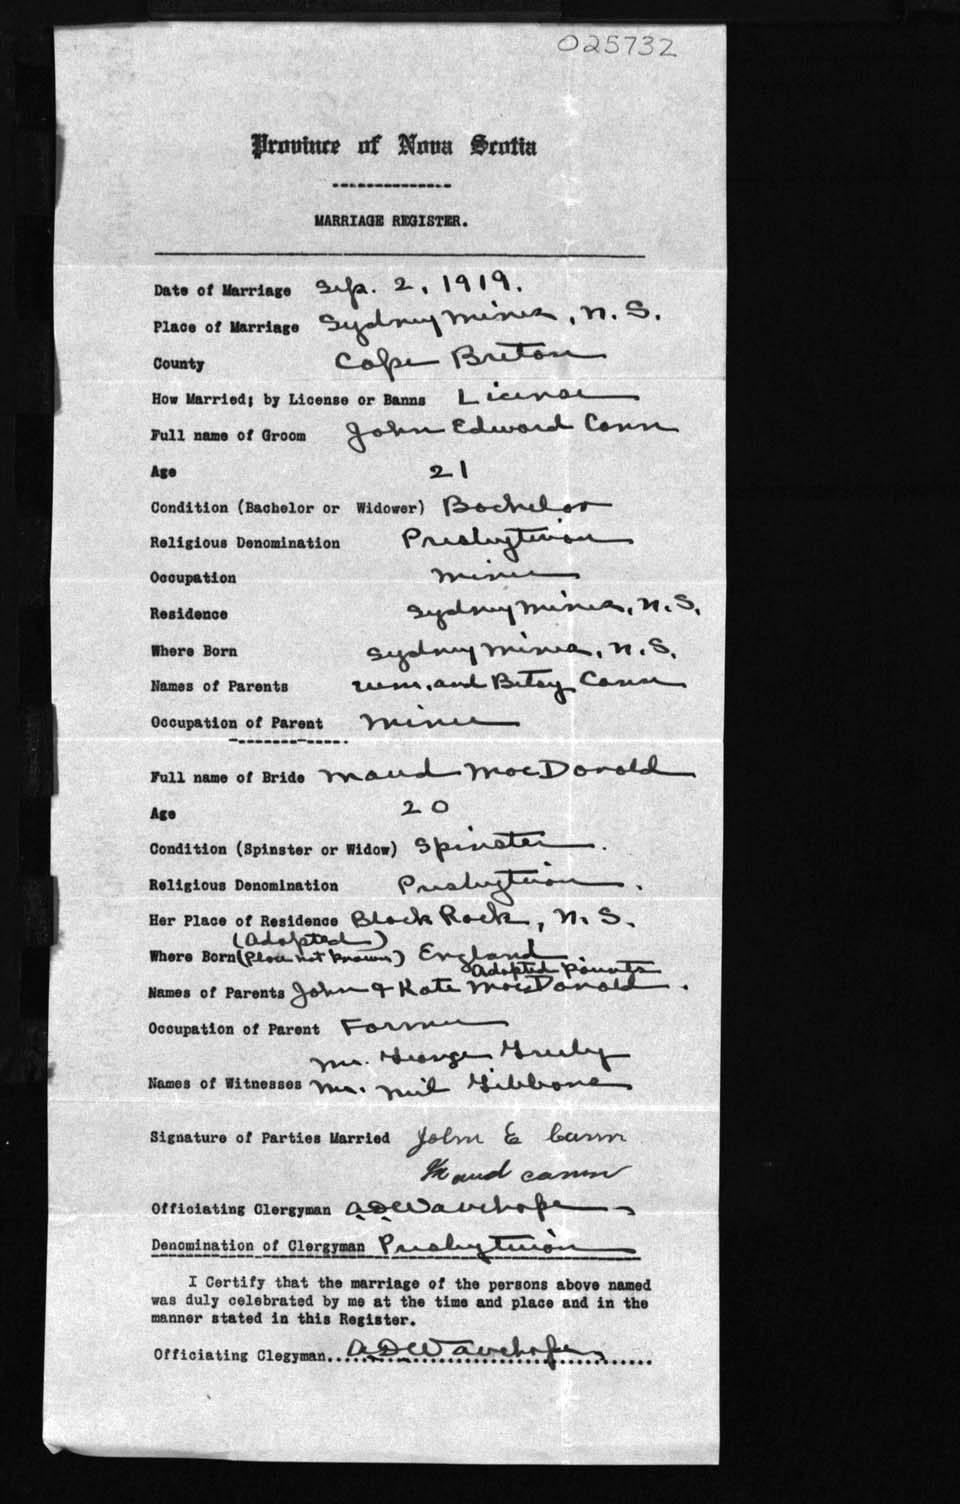 025732
Province of Nova Scotia
MARRIAGE REGISTER.
Date of Marriage Sep. 2, 1919.
Place of Marriage Sydney Mines, N. S.
County Cape Breton
How Married; by License or Banns License
Full name of Groom John Edward Cann
Age 21
Condition (Bachelor or Widower) Bachelor
Religious Denomination Presbyterian
Occupation Miner
Residence Sydney Mines, N. S.
Where Born Sydney Mines, N. S.
Names of Parents Wm. and Betsy Cann
Occupation of Parent Miner
Full name of Bride Maud MacDonald
Age 20
Condition (Spinster or Widow) Spinster.
Religious Denomination Presbyterian.
Her Place of Residence Black Rock, N. S.
(Adopted)
Where Born (Place not known) England
Adopted Parents
Names of Parents John & Kate MacDonald.
Occupation of Parent Farmer
Mr. George
Names of Witnesses Gibbons
Signature of Parties Married John E Cann
Maud Cann
Officiating Clergyman
Denomination of Clergyman Presbyterian
I Certify that the marriage of the persons above named
was duly celebrated by me at the time and place and in the
manner stated in this Register.
Officiating Clegyman